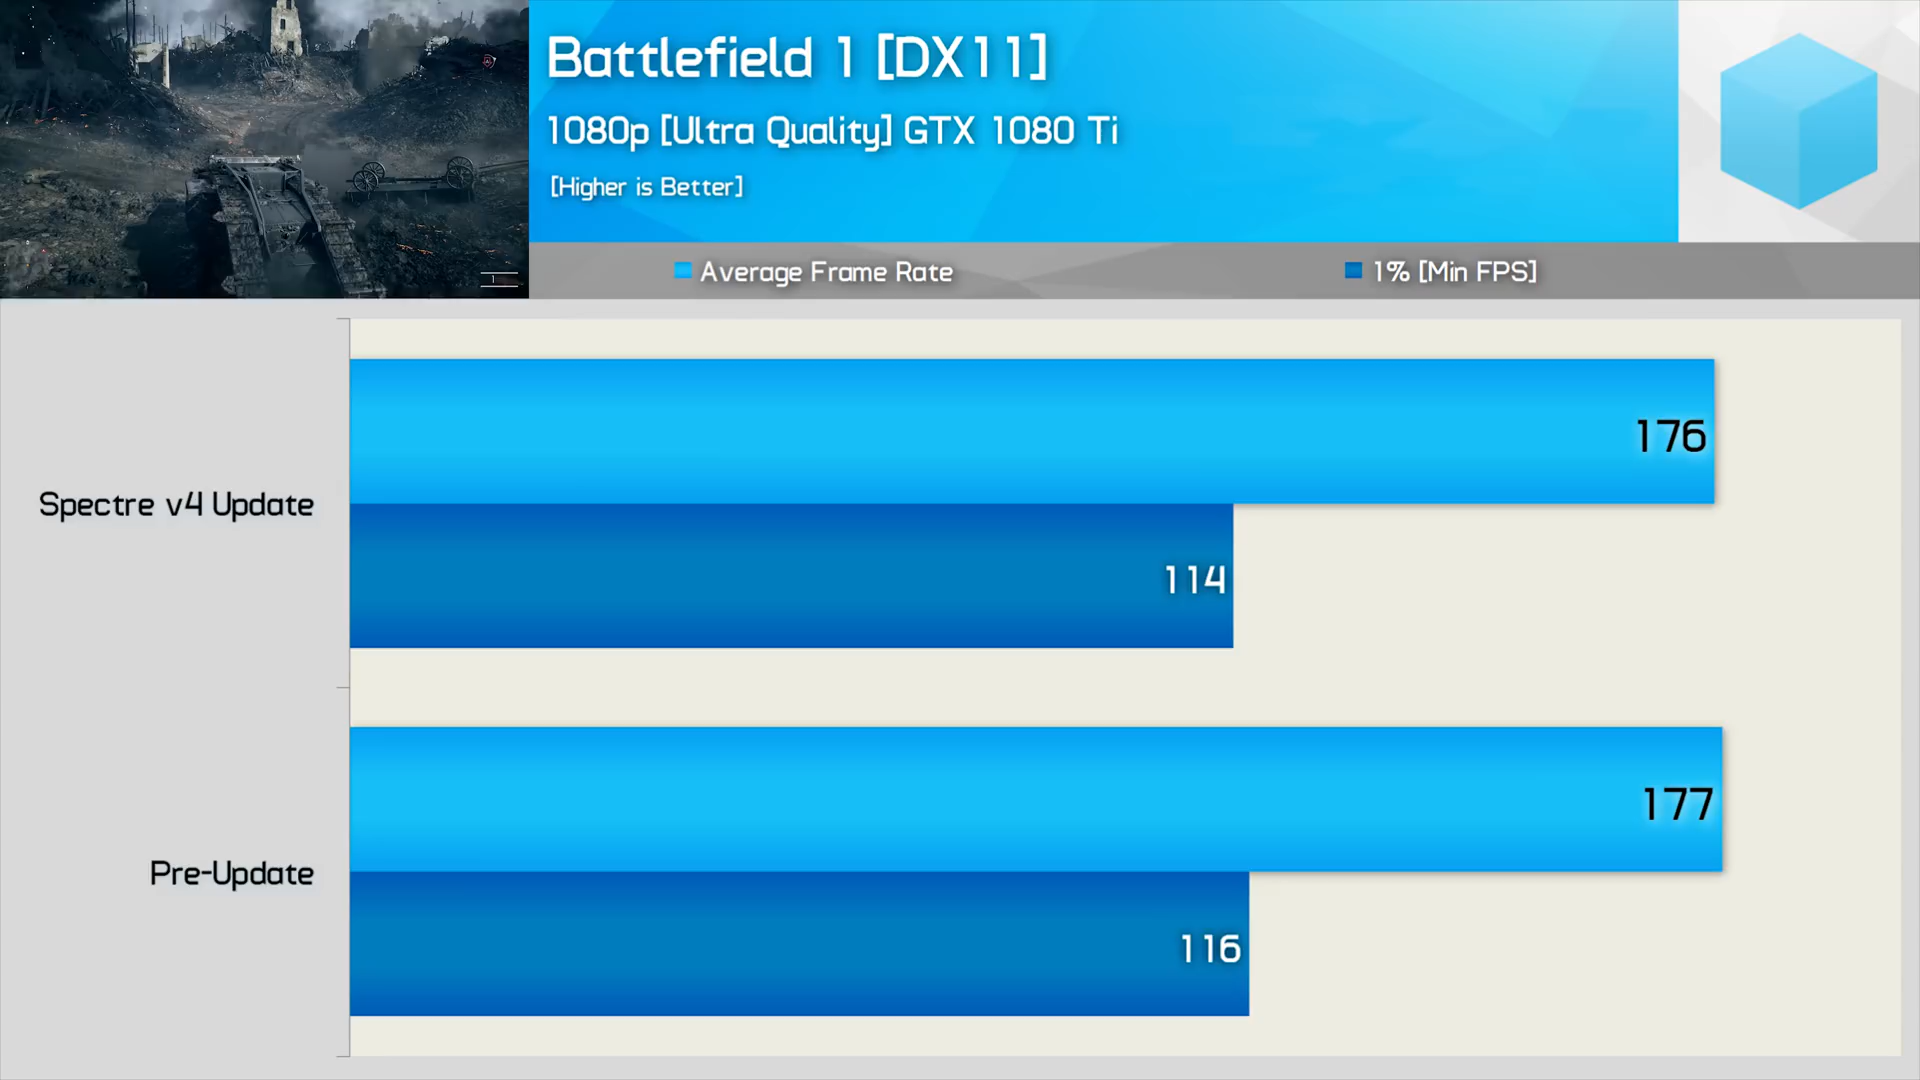 Battlefield 1 [DX11]
1080p [Ultra Quality] GTX 1080 Ti
[Higher is Better]
Average Frame Rate
1% [Min FPS]
Spectre v4 Update
176
114
Pre-Update
177
116